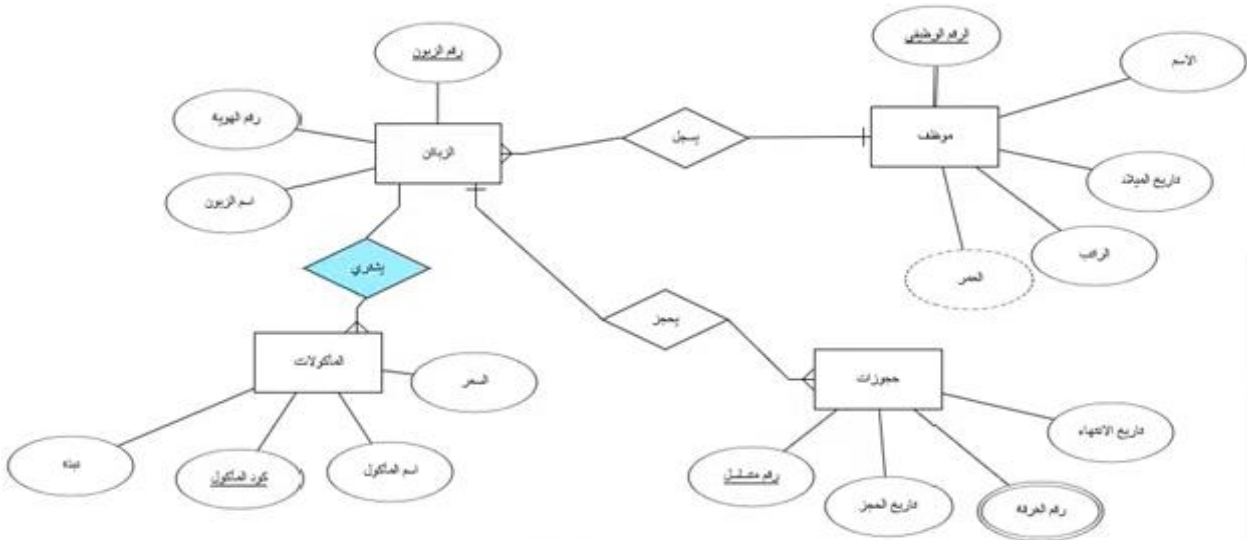 رقم الزبون
الرقم الوظيفي
الاسم
رقم الهوية
الزبائن
يسجل
موظف
تاريخ الميلاد
اسم الزبون
الراتب
العمر
يشتري
يحجز
المأكولات
السعر
حجوزات
تاريخ الانتهاء
اسم المأكول
كود المأكول
رقم متسلسل
تاريخ الحجز
رقم الغرفة